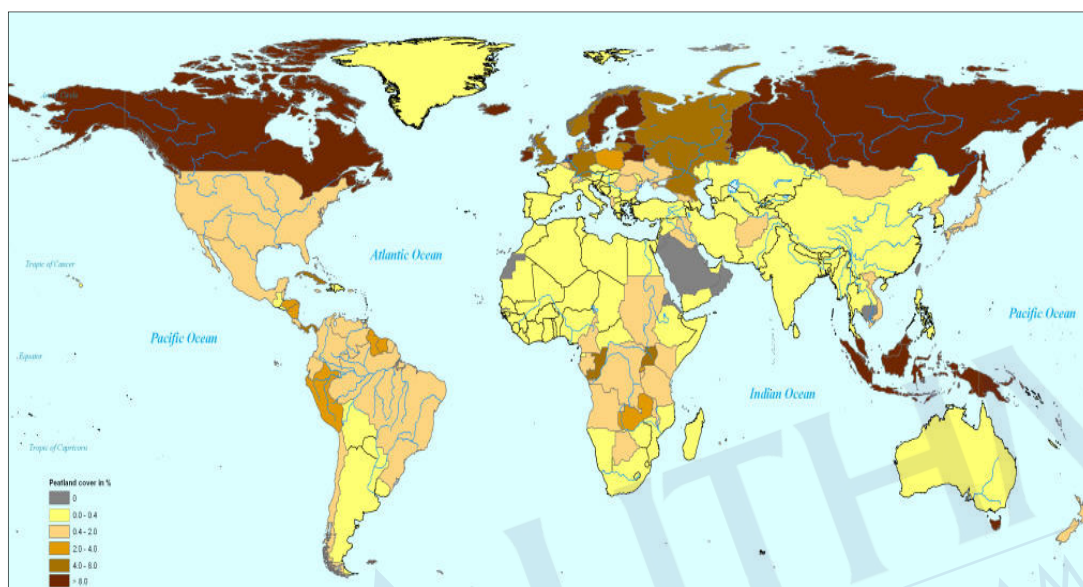 Atlantic Ocean
Tropic of Cancer
Pacific Ocean
Pacific Ocean
Equator
Indian Ocean
Tropic of Capricorn
Peatland cover in %
0
0.0 - 0.4
0.4 - 2.0
2.0 - 4.0
4.0 - 8.0
> 8.0